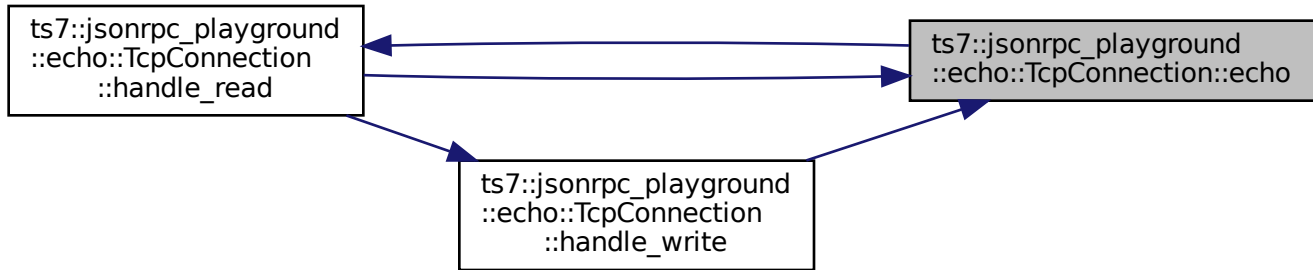 ts7::jsonrpc_playground
::echo::TcpConnection
::handle_read
ts7::jsonrpc_playground
::echo::TcpConnection::echo
ts7::jsonrpc_playground
::echo::TcpConnection
::handle_write